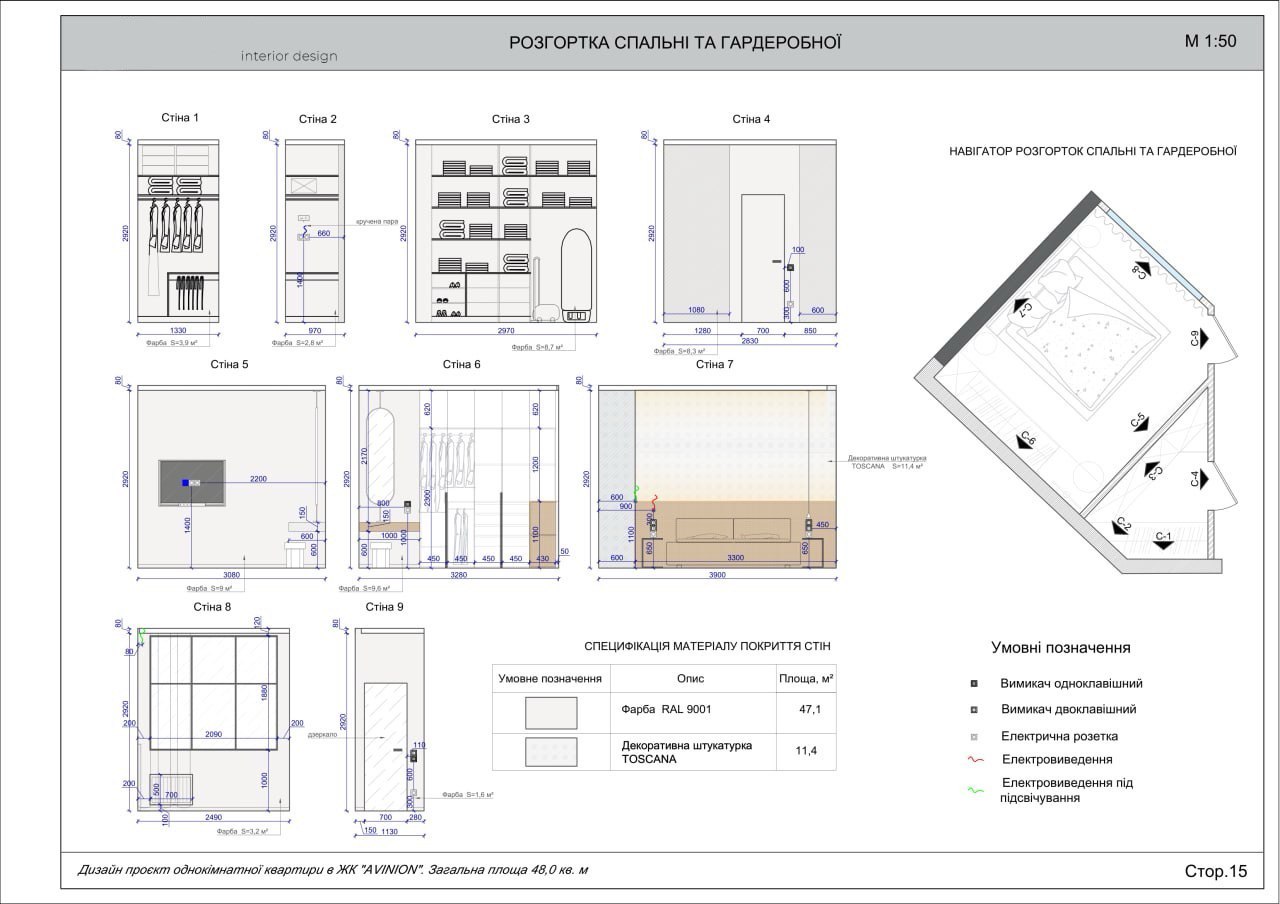 interior design
РОЗГОРТКА СПАЛЬНІ ТА ГАРДЕРОБНОЇ
М 1:50
Стіна 1
80
2920
1330
Фарба S=3,9 м²
Стіна 2
80
2920
кручена пара
660
1400
970
Фарба S=2,8 м²
Стіна 3
80
2920
2970
Фарба S=8,7 м²
Стіна 4
80
2920
100
600
300
1080
600
1280
700
850
2830
Фарба S=8,3 м²
НАВІГАТОР РОЗГОРТОК СПАЛЬНІ ТА ГАРДЕРОБНОЇ
С-8
С-7
С-9
С-5
С-6
С-3
С-4
С-2
С-1
Стіна 5
80
2920
2200
1400
150
600
600
3080
Фарба S=9 м²
Стіна 6
80
2920
620
620
2170
1200
2300
800
150
1000
1000
1100
600
450
450
450
450
430
50
3280
Фарба S=9,6 м²
Стіна 7
80
2920
Декоративна штукатурка
TOSCANA S=11,4 м²
600
900
300
450
1100
650
650
600
3300
3900
Стіна 8
80
120
80
2920
1880
200
200
2090
1000
200
500
700
100
2490
Фарба S=3,2 м²
Стіна 9
80
2920
дзеркало
110
600
300
Фарба S=1,6 м²
700
280
150
1130
СПЕЦИФІКАЦІЯ МАТЕРІАЛУ ПОКРИТТЯ СТІН
Умовне позначення
Опис
Площа, м²
Фарба RAL 9001
47,1
Декоративна штукатурка
TOSCANA
11,4
Умовні позначення
Вимикач одноклавішний
Вимикач двоклавішний
Електрична розетка
Електровиведення
Електровиведення під
підсвічування
Дизайн проєкт однокімнатної квартири в ЖК "AVINION". Загальна площа 48,0 кв. м
Стор.15